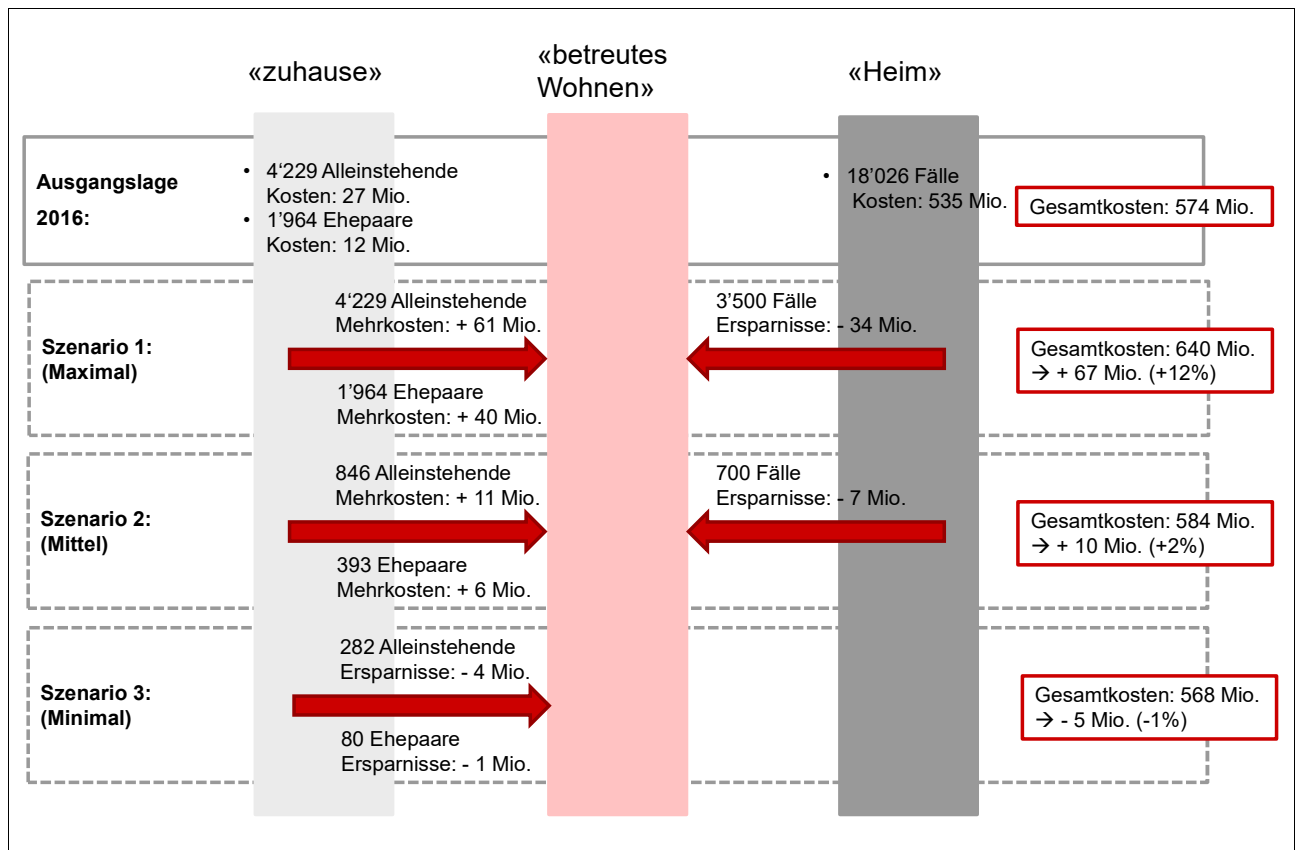 «zuhause»
«betreutes
Wohnen»
«Heim»
Ausgangslage
2016:
• 4‘229 Alleinstehende
Kosten: 27 Mio.
• 1’964 Ehepaare
Kosten: 12 Mio.
• 18’026 Fälle
Kosten: 535 Mio.
Gesamtkosten: 574 Mio.
Szenario 1:
(Maximal)
4‘229 Alleinstehende
Mehrkosten: + 61 Mio.
1’964 Ehepaare
Mehrkosten: + 40 Mio.
3’500 Fälle
Ersparnisse: - 34 Mio.
Gesamtkosten: 640 Mio.
→ + 67 Mio. (+12%)
Szenario 2:
(Mittel)
846 Alleinstehende
Mehrkosten: + 11 Mio.
393 Ehepaare
Mehrkosten: + 6 Mio.
700 Fälle
Ersparnisse: - 7 Mio.
Gesamtkosten: 584 Mio.
→ + 10 Mio. (+2%)
Szenario 3:
(Minimal)
282 Alleinstehende
Ersparnisse: - 4 Mio.
80 Ehepaare
Ersparnisse: - 1 Mio.
Gesamtkosten: 568 Mio.
→ - 5 Mio. (-1%)